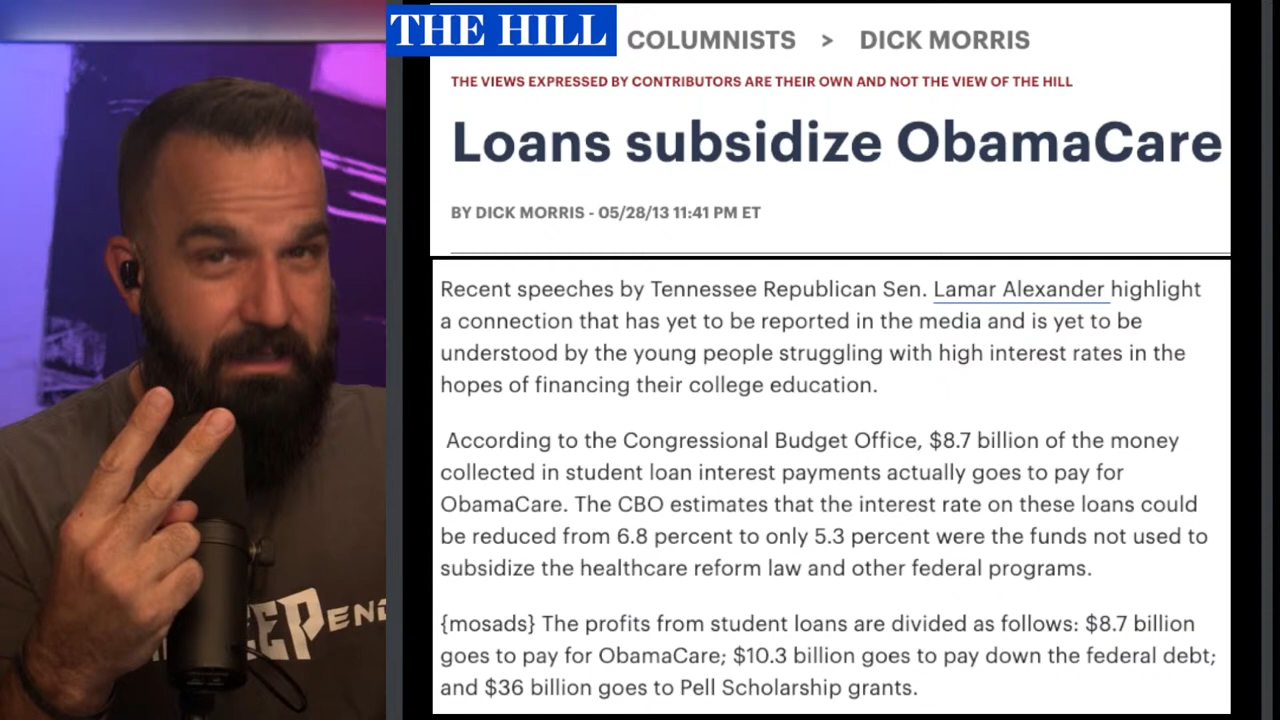 THE HILL
COLUMNISTS > DICK MORRIS
THE VIEWS EXPRESSED BY CONTRIBUTORS ARE THEIR OWN AND NOT THE VIEW OF THE HILL
Loans subsidize ObamaCare
BY DICK MORRIS - 05/28/13 11:41 PM ET
Recent speeches by Tennessee Republican Sen. Lamar Alexander highlight
a connection that has yet to be reported in the media and is yet to be
understood by the young people struggling with high interest rates in the
hopes of financing their college education.
According to the Congressional Budget Office, $8.7 billion of the money
collected in student loan interest payments actually goes to pay for
ObamaCare. The CBO estimates that the interest rate on these loans could
be reduced from 6.8 percent to only 5.3 percent were the funds not used to
subsidize the healthcare reform law and other federal programs.
{mosads} The profits from student loans are divided as follows: $8.7 billion
goes to pay for ObamaCare; $10.3 billion goes to pay down the federal debt;
and $36 billion goes to Pell Scholarship grants.